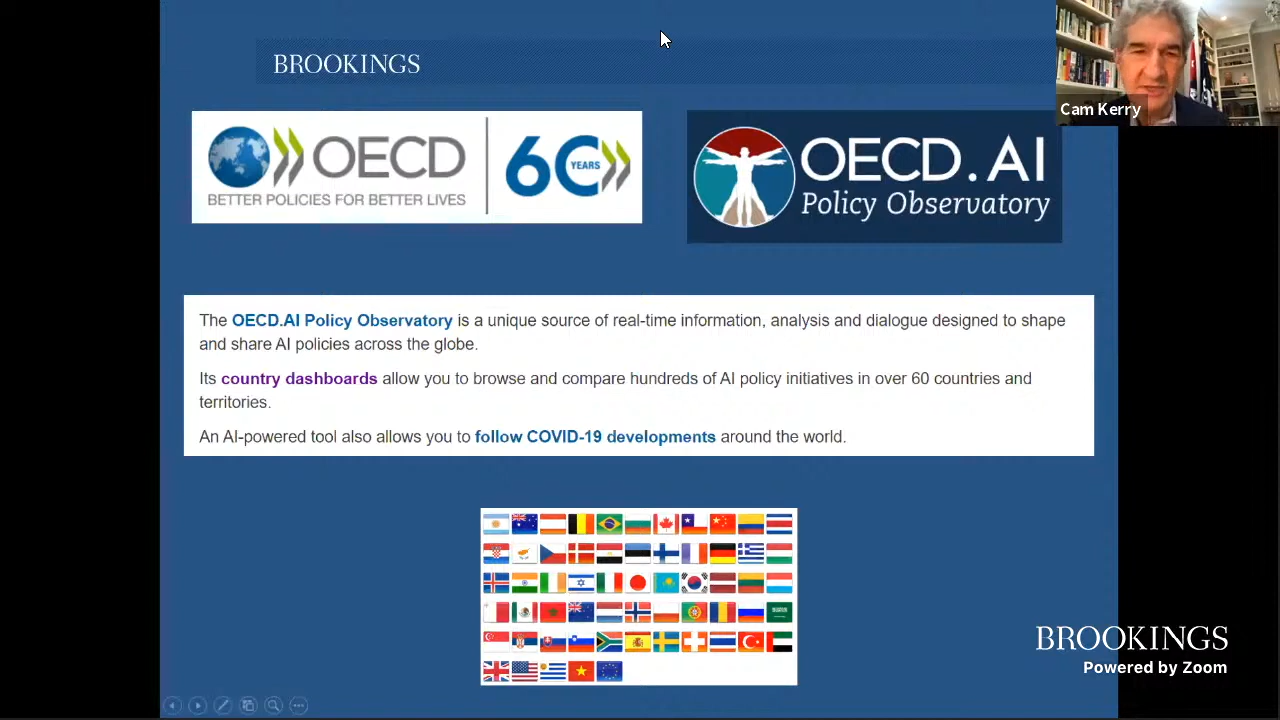 BROOKINGS
Cam Kerry
OECD
BETTER POLICIES FOR BETTER LIVES
60 YEARS
OECD.AI
Policy Observatory
The OECD.AI Policy Observatory is a unique source of real-time information, analysis and dialogue designed to shape
and share AI policies across the globe.
Its country dashboards allow you to browse and compare hundreds of AI policy initiatives in over 60 countries and
territories.
An AI-powered tool also allows you to follow COVID-19 developments around the world.
BROOKINGS
Powered by Zoom